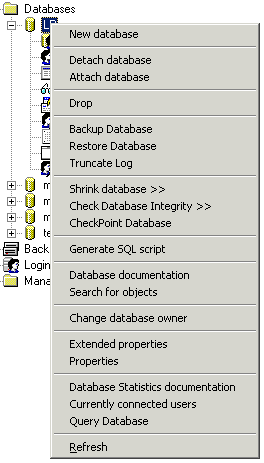 Databases
New database
Detach database
Attach database
Drop
Backup Database
Restore Database
Truncate Log
Shrink database >>
m
Check Database Integrity >>
m
CheckPoint Database
m
te
Generate SQL script
Back
Login
Database documentation
Mana
Search for objects
Change database owner
Extended properties
Properties
Database Statistics documentation
Currently connected users
Query Database
Refresh